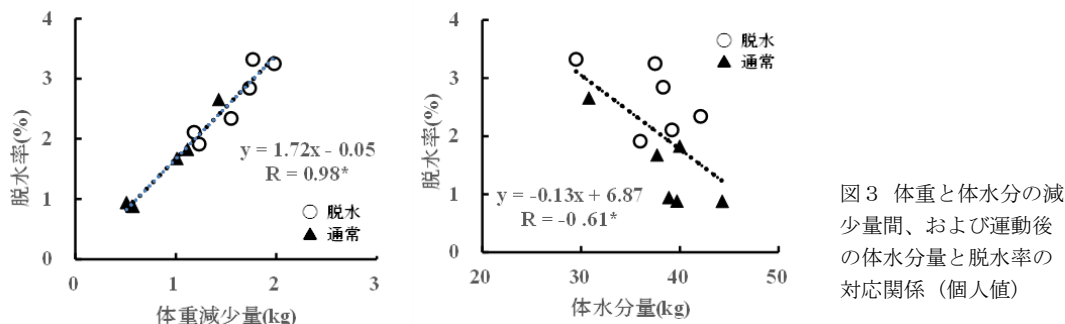 4
3
2
1
0
脱水率(%)
0
1
2
3
体重減少量(kg)
y = 1.72x - 0.05
R = 0.98*
脱水
通常
4
3
2
1
0
脱水率(%)
20
30
40
50
体水分量(kg)
脱水
通常
y = -0.13x + 6.87
R = -0 .61*
図３ 体重と体水分の減
少量間、および運動後
の体水分量と脱水率の
対応関係（個人値）